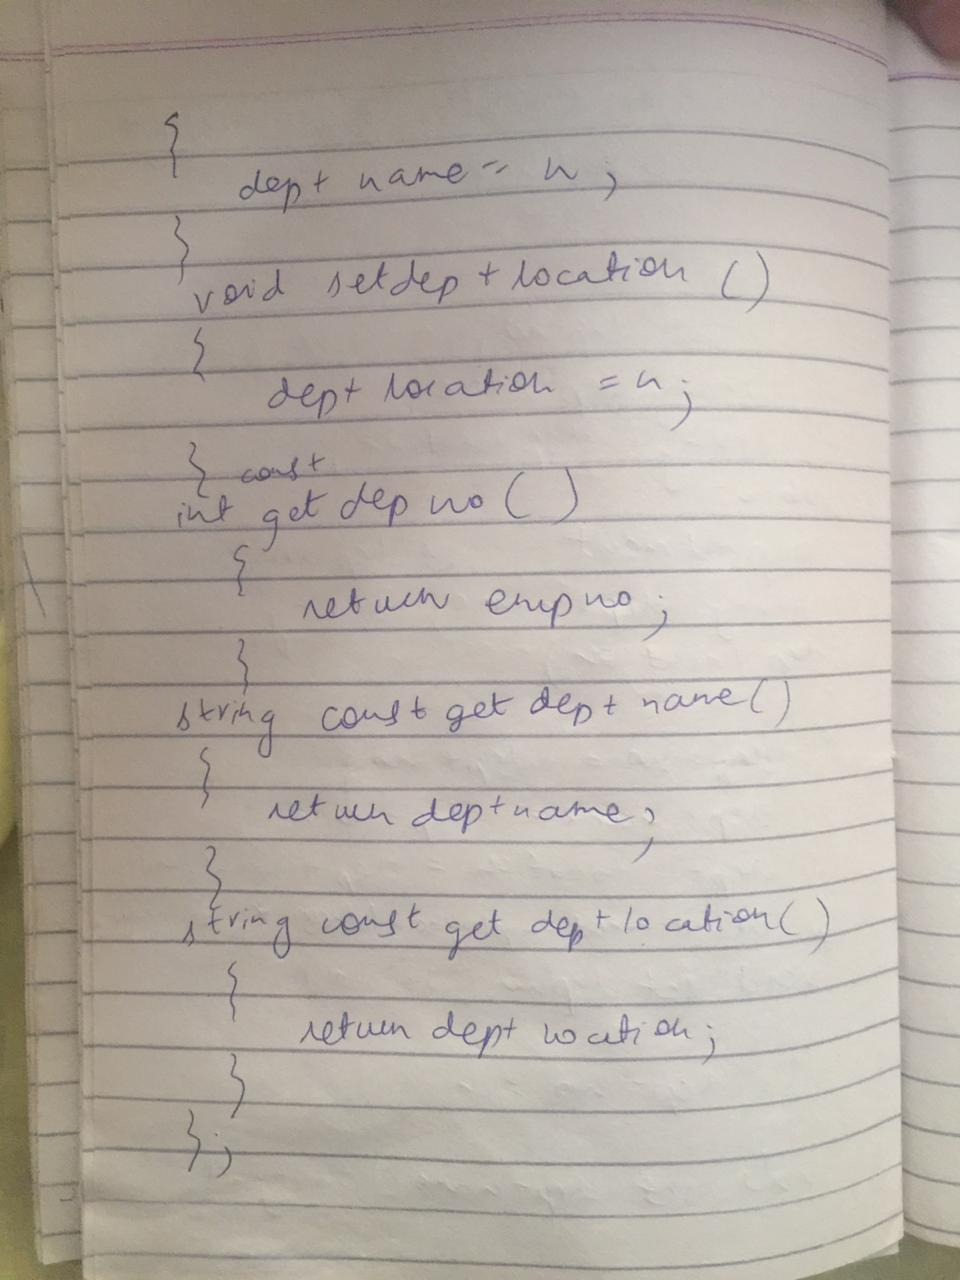 {
dept name = n;
}
void setdept location ()
{
dept location = n;
} const
int get dep no ( )
{
return emp no;
}
string const get dept name()
{
return deptname;
}
string const get dept location()
{
return dept location;
}
};